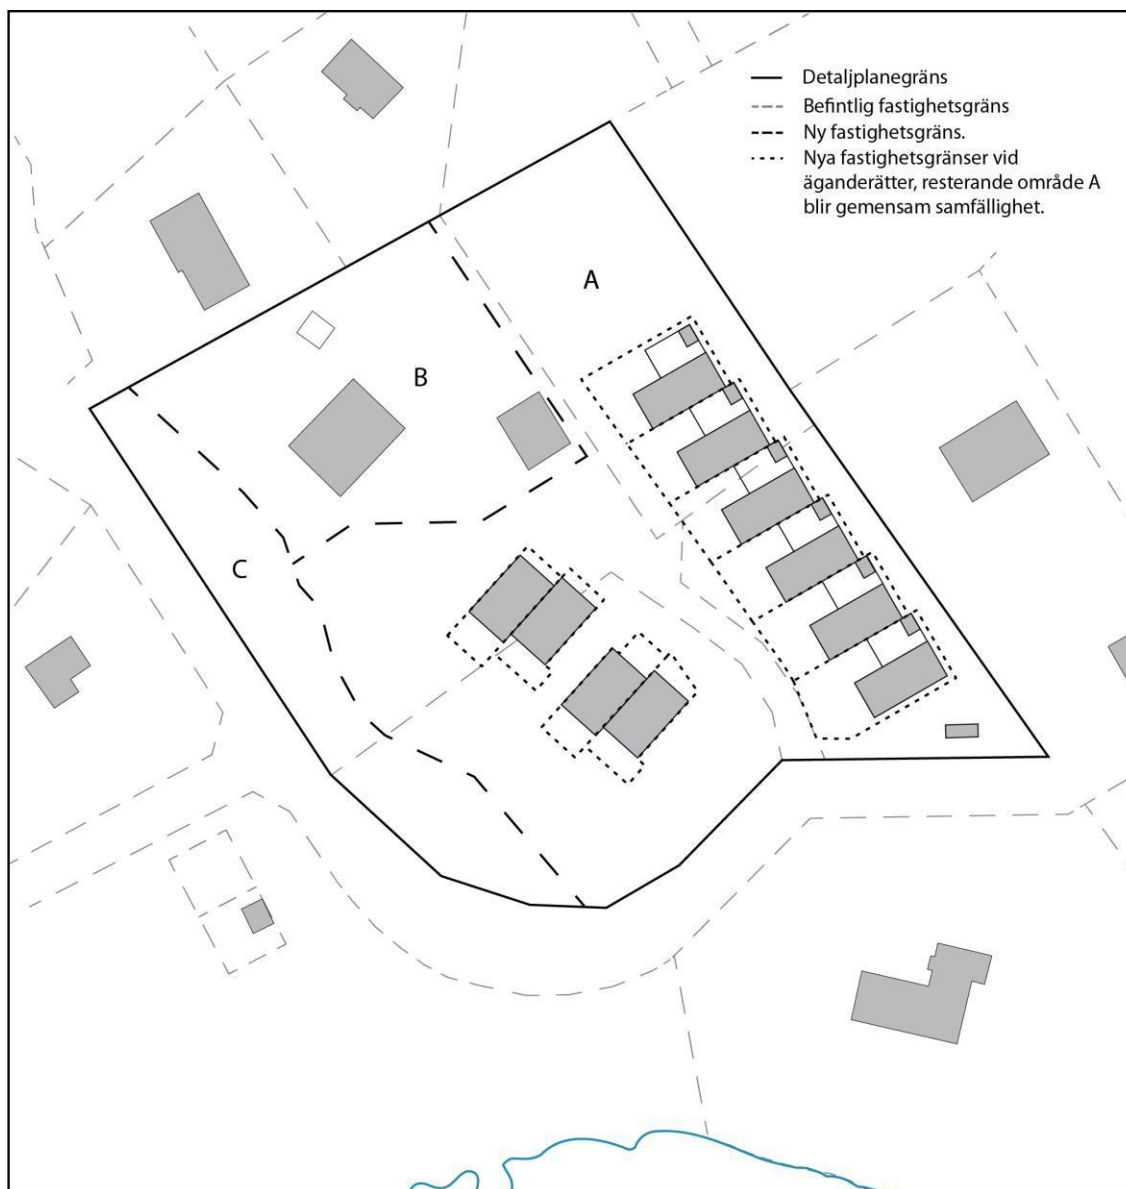 Detaljplanegräns
Befintlig fastighetsgräns
Ny fastighetsgräns.
Nya fastighetsgränser vid
äganderätter, resterande område A
blir gemensam samfällighet.
A
B
C